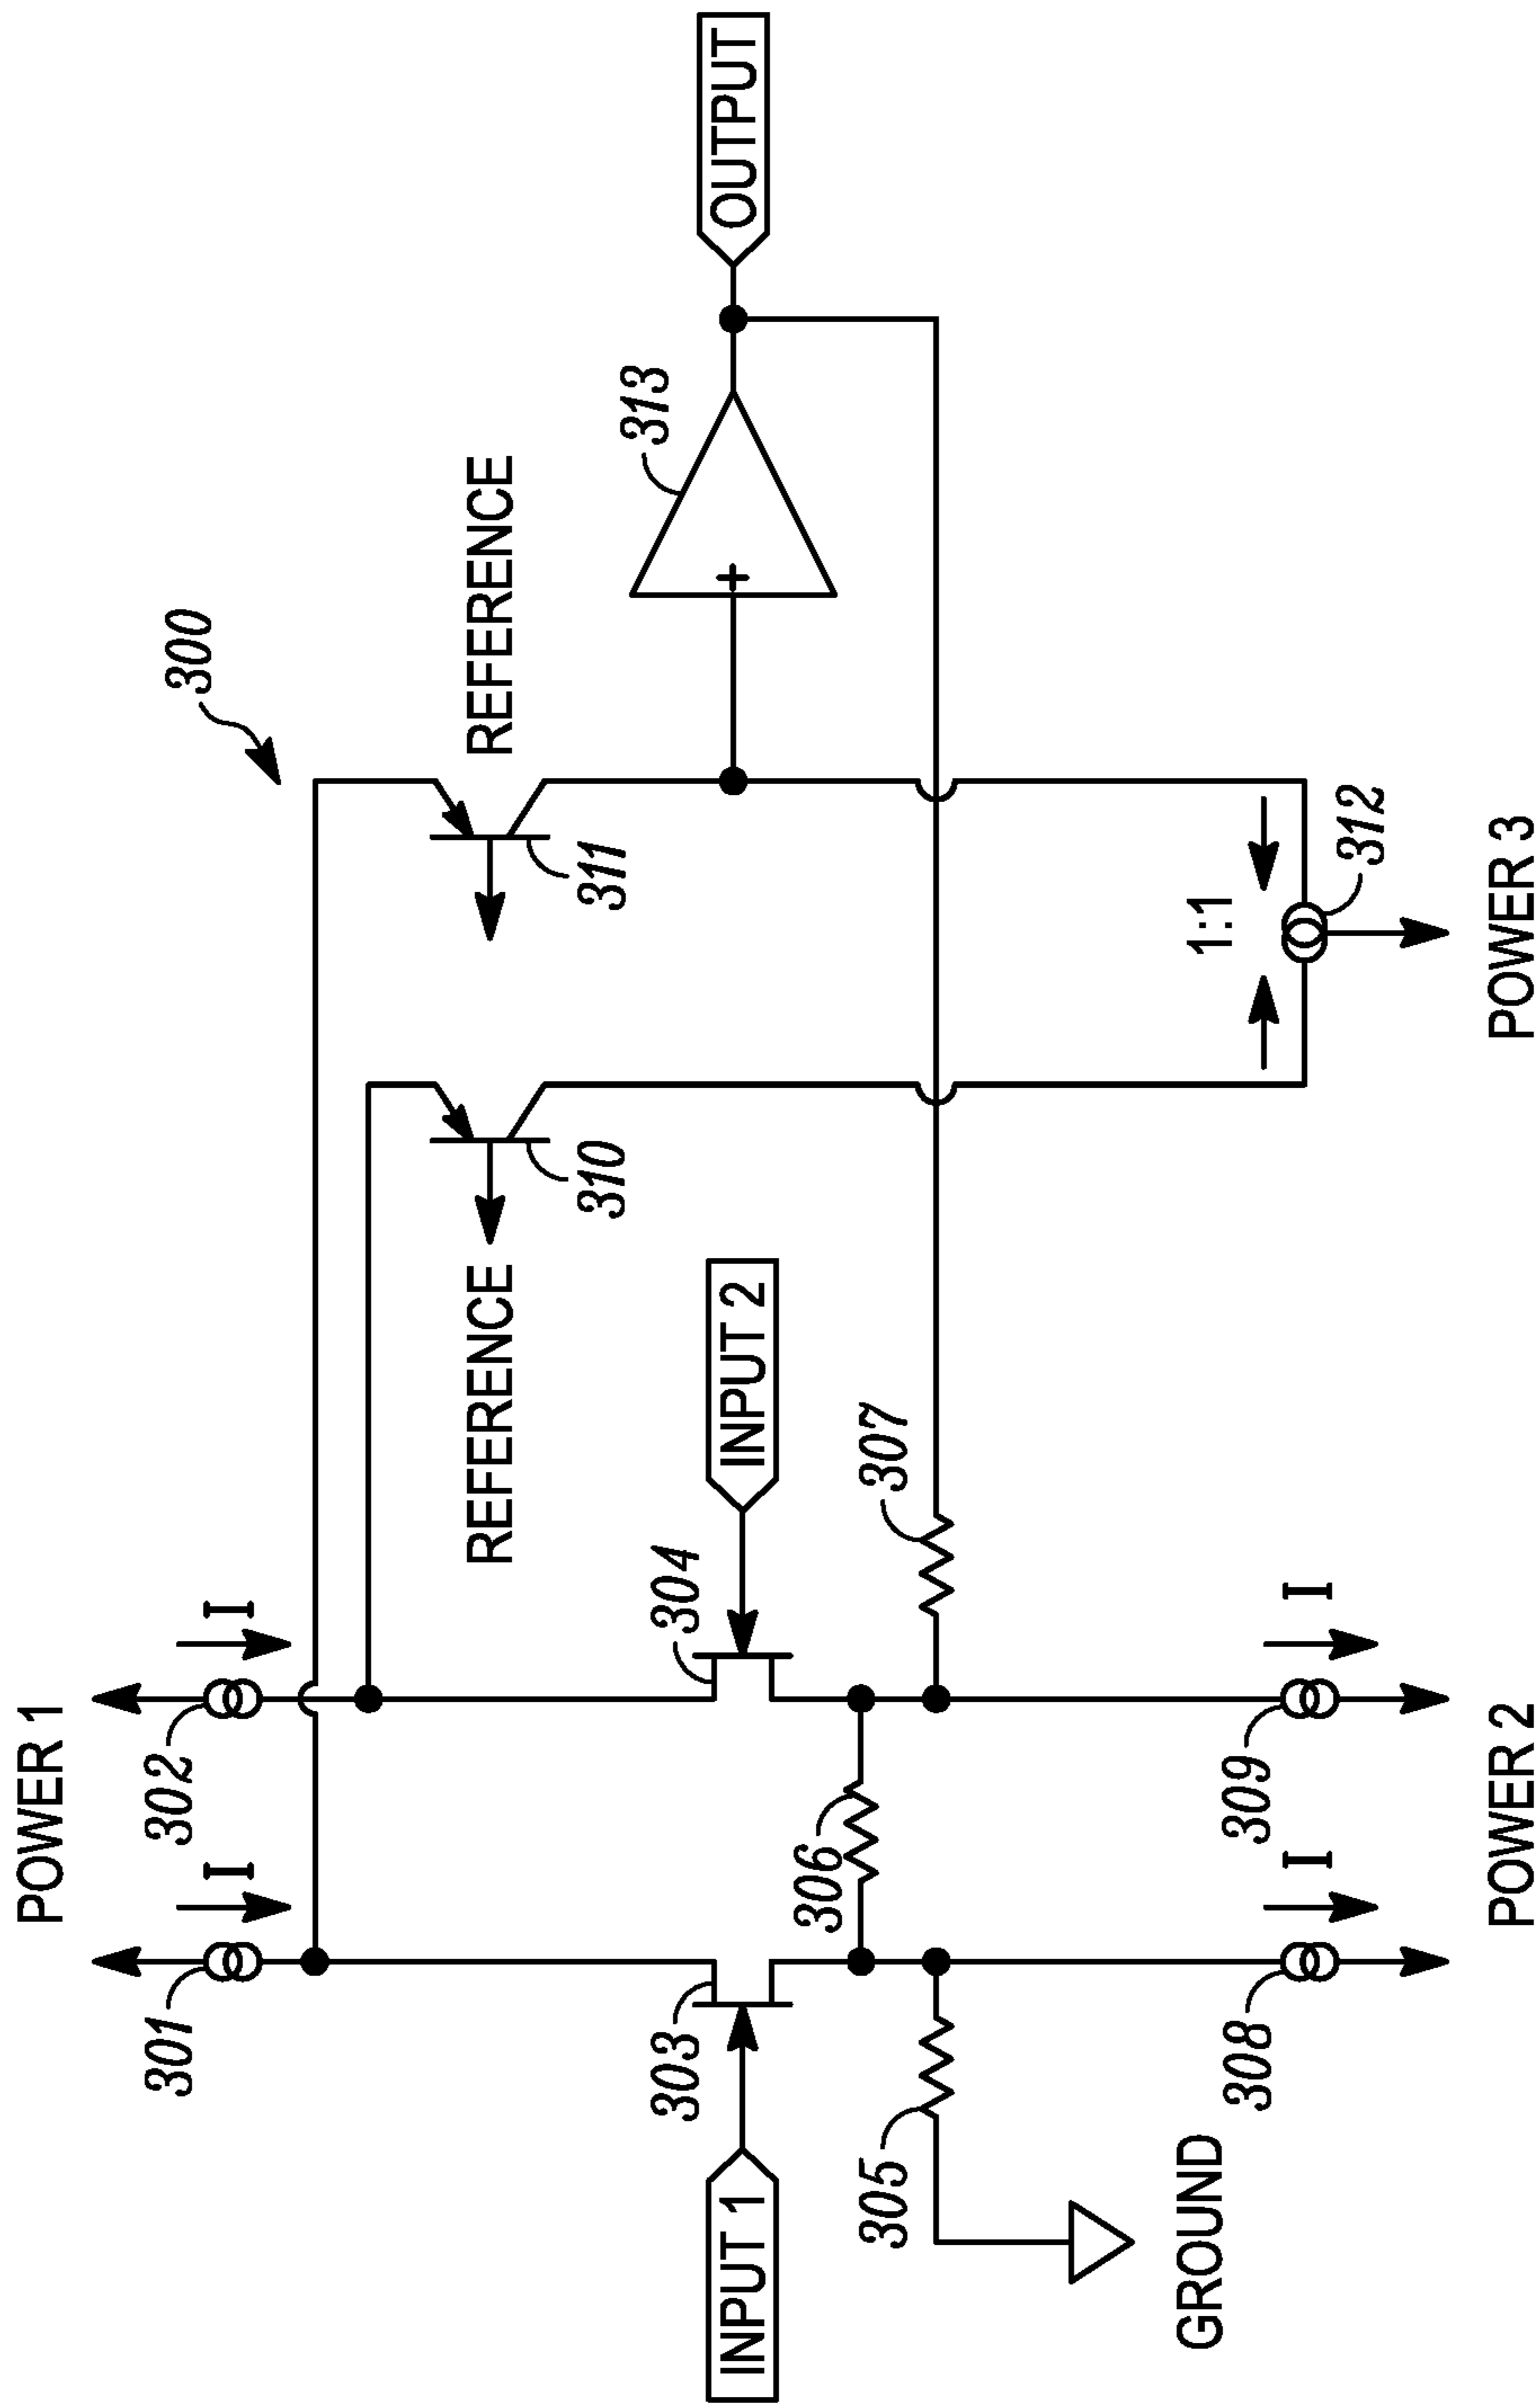 300
POWER 1
301
I
302
I
INPUT 1
303
304
INPUT 2
305
306
307
GROUND
308
I
309
I
POWER 2
REFERENCE
310
REFERENCE
311
1:1
312
POWER 3
313
+
OUTPUT